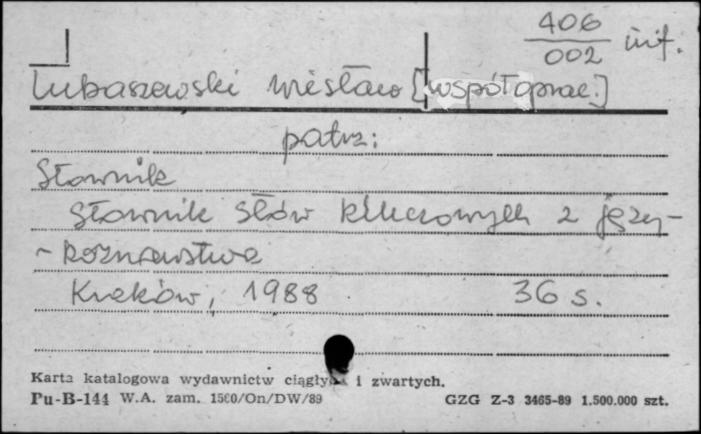 406
002 inf.
Lubaszewski Wiesław [współoprac.]
patrz:
Słownik
Słownik słów kluczowych z języ-
- koznawstwa
Kraków, 1988 36 s.
Karta katalogowa wydawnictw ciągłych i zwartych.
Pu-B-144 W.A. zam. 1500/On/DW/89 GZG Z-3 3465-89 1.500.000 szt.